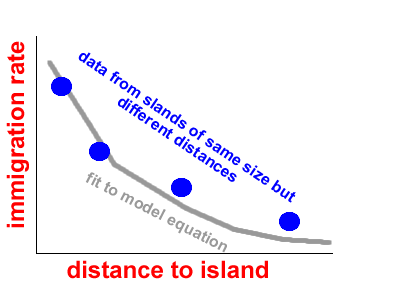 immigration rate
data from slands of same size but
different distances
fit to model equation
distance to island